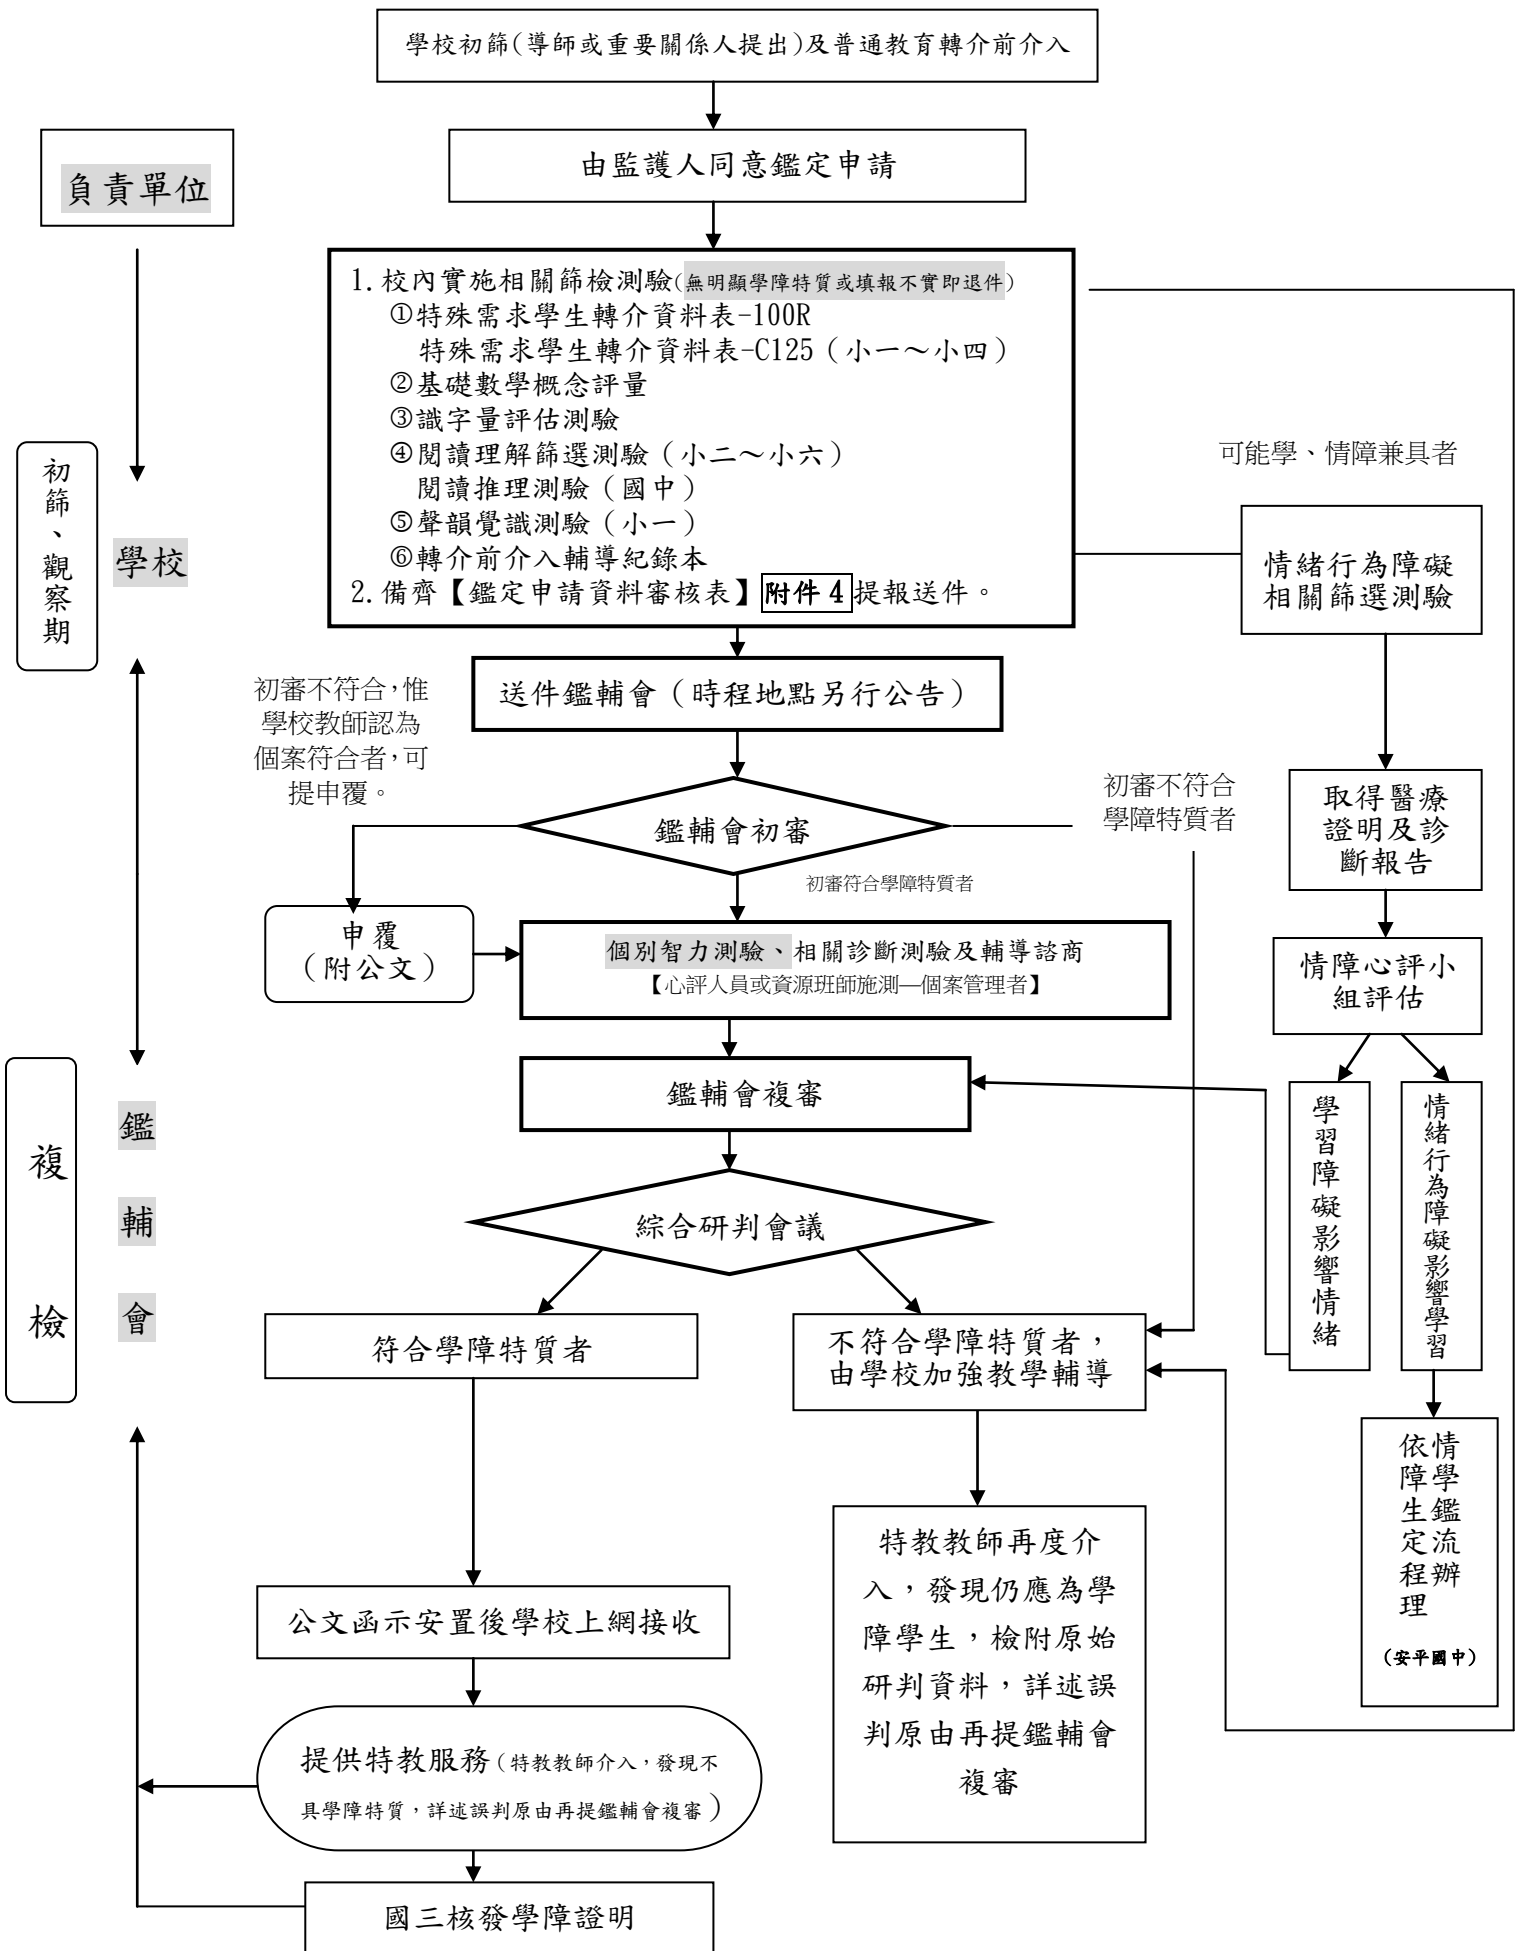 學校初篩(導師或重要關係人提出)及普通教育轉介前介入
負責單位
由監護人同意鑑定申請
1.校內實施相關篩檢測驗(無明顯學障特質或填報不實即退件)
①特殊需求學生轉介資料表-100R
特殊需求學生轉介資料表-C125（小一～小四）
②基礎數學概念評量
③識字量評估測驗
④閱讀理解篩選測驗（小二～小六）
閱讀推理測驗（國中）
⑤聲韻覺識測驗（小一）
⑥轉介前介入輔導紀錄本
2.備齊【鑑定申請資料審核表】附件 4 提報送件。
初篩、觀察期
學校
可能學、情障兼具者
情緒行為障礙
相關篩選測驗
送件鑑輔會（時程地點另行公告）
初審不符合，惟
學校教師認為
個案符合者，可
提申覆。
鑑輔會初審
初審不符合
學障特質者
取得醫療
證明及診
斷報告
初審符合學障特質者
申覆
（附公文）
個別智力測驗、相關診斷測驗及輔導諮商
【心評人員或資源班師施測—個案管理者】
情障心評小
組評估
鑑輔會複審
複檢
鑑輔會
學習障礙影響情緒
情緒行為障礙影響學習
綜合研判會議
符合學障特質者
不符合學障特質者，
由學校加強教學輔導
依情障學生鑑定流程辦理
（安平國中）
特教教師再度介
入，發現仍應為學
障學生，檢附原始
研判資料，詳述誤
判原由再提鑑輔會
複審
公文函示安置後學校上網接收
提供特教服務（特教教師介入，發現不
具學障特質，詳述誤判原由再提鑑輔會複審）
國三核發學障證明